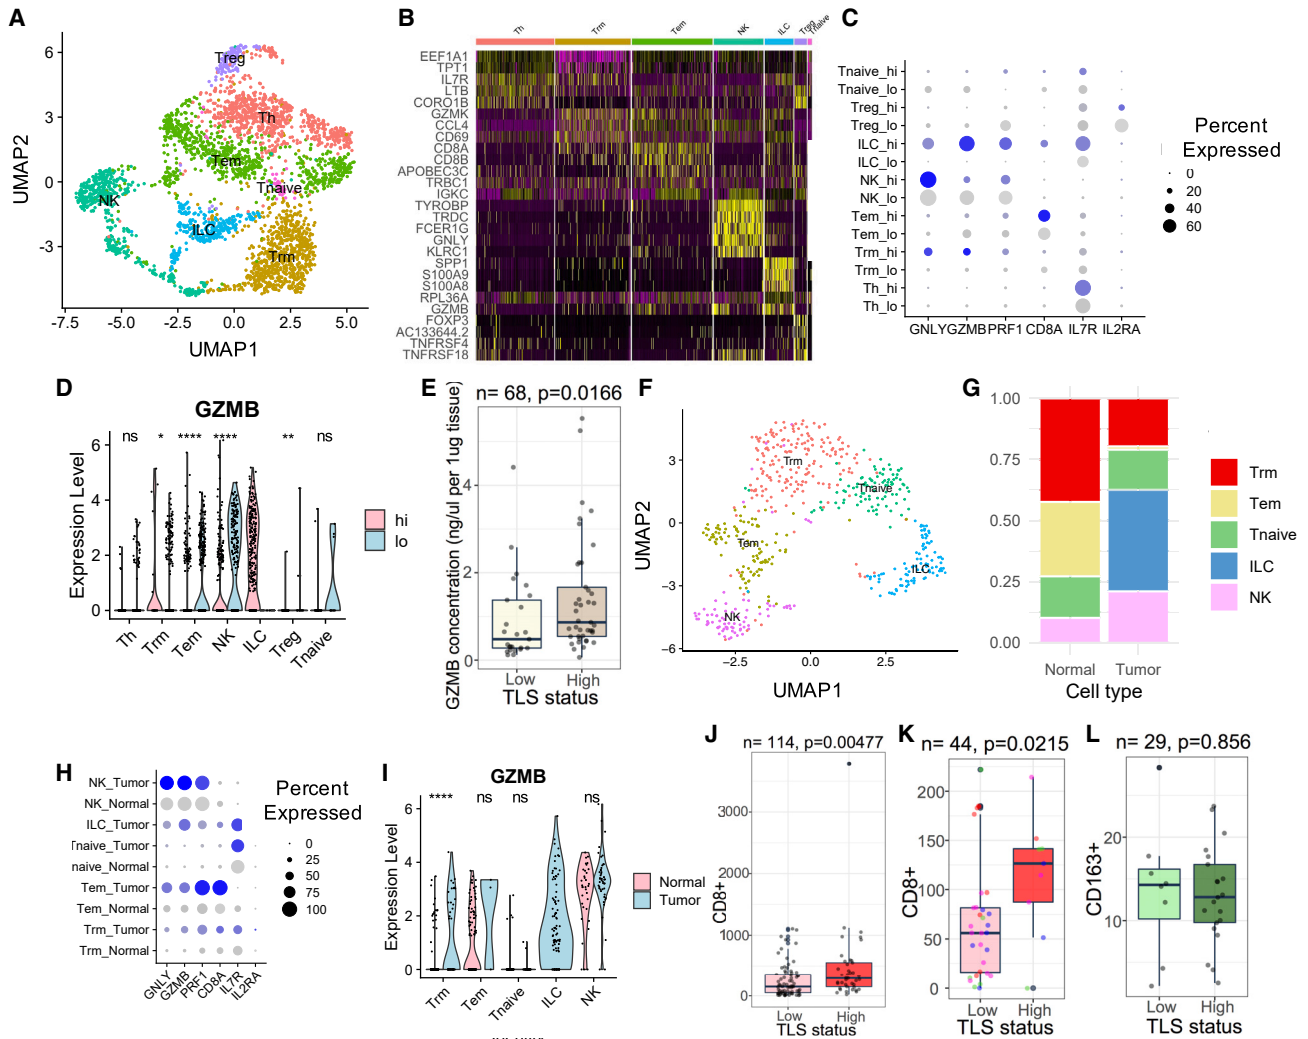 A
6
3
0
-3
UMAP2
-7.5 -5.0 -2.5 0.0 2.5 5.0
UMAP1
Treg
Th
Tem
Tnaive
NK
ILC
Trm
B
Th Trm Tem NK ILC Treg Tnaive
EEF1A1
TPT1
IL7R
LTB
CORO1B
GZMK
CCL4
CD69
CD8A
CD8B
APOBEC3C
TRBC1
IGKC
TYROBP
TRDC
FCER1G
GNLY
KLRC1
SPP1
S100A9
S100A8
RPL36A
GZMB
FOXP3
AC133644.2
TNFRSF4
TNFRSF18
C
Tnaive_hi
Tnaive_lo
Treg_hi
Treg_lo
ILC_hi
ILC_lo
NK_hi
NK_lo
Tem_hi
Tem_lo
Trm_hi
Trm_lo
Th_hi
Th_lo
GNLY GZMB PRF1 CD8A IL7R IL2RA
Percent
Expressed
0
20
40
60
D
GZMB
ns * **** **** ** ns
Expression Level
6
4
2
0
Th Trm Tem NK ILC Treg Tnaive
hi
lo
E
n= 68, p=0.0166
GZMB concentration (ng/ul per 1ug tissue)
4
2
0
Low High
TLS status
F
UMAP2
3
0
−3
−6
−2.5 0.0 2.5
UMAP1
Trm
Tnaive
Tem
ILC
NK
G
1.00
0.75
0.50
0.25
0.00
Normal Tumor
Cell type
Trm
Tem
Tnaive
ILC
NK
H
NK_Tumor
NK_Normal
ILC_Tumor
naive_Tumor
naive_Normal
Tem_Tumor
Tem_Normal
Trm_Tumor
Trm_Normal
GNLY GZMB PRF1 CD8A IL7R IL2RA
Percent
Expressed
0
25
50
75
100
I
GZMB
**** ns ns ns
Expression Level
6
4
2
0
Trm Tem Tnaive ILC NK
Normal
Tumor
J
n= 114, p=0.00477
CD8+
3000
2000
1000
0
Low High
TLS status
K
n= 44, p=0.0215
CD8+
200
150
100
50
0
Low High
TLS status
L
n= 29, p=0.856
CD163+
20
10
Low High
TLS status